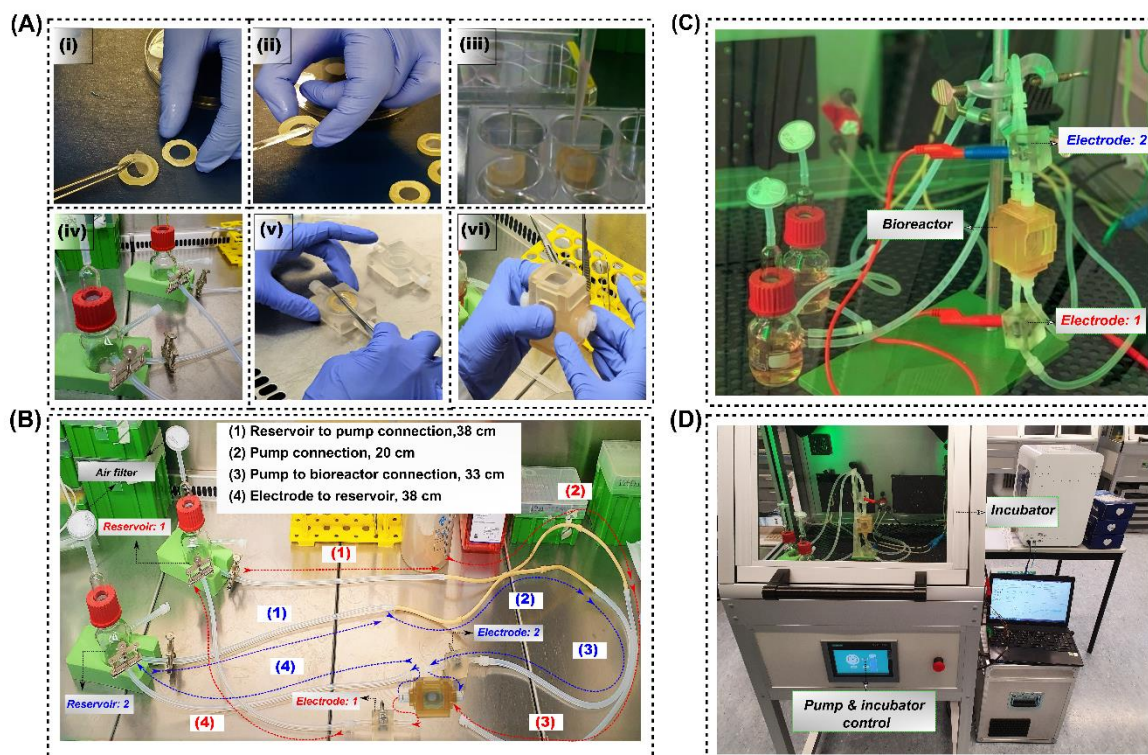 (A)
(i)
(ii)
(iii)
(iv)
(v)
(vi)
(B)
(1) Reservoir to pump connection,38 cm
(2) Pump connection, 20 cm
(3) Pump to bioreactor connection, 33 cm
(4) Electrode to reservoir, 38 cm
Air filter
Reservoir: 1
(2)
(1)
(1)
(2)
Electrode: 2
(3)
(4)
Electrode: 1
Reservoir: 2
(4)
(3)
(C)
Electrode: 2
Bioreactor
Electrode: 1
(D)
Incubator
Pump & incubator
control